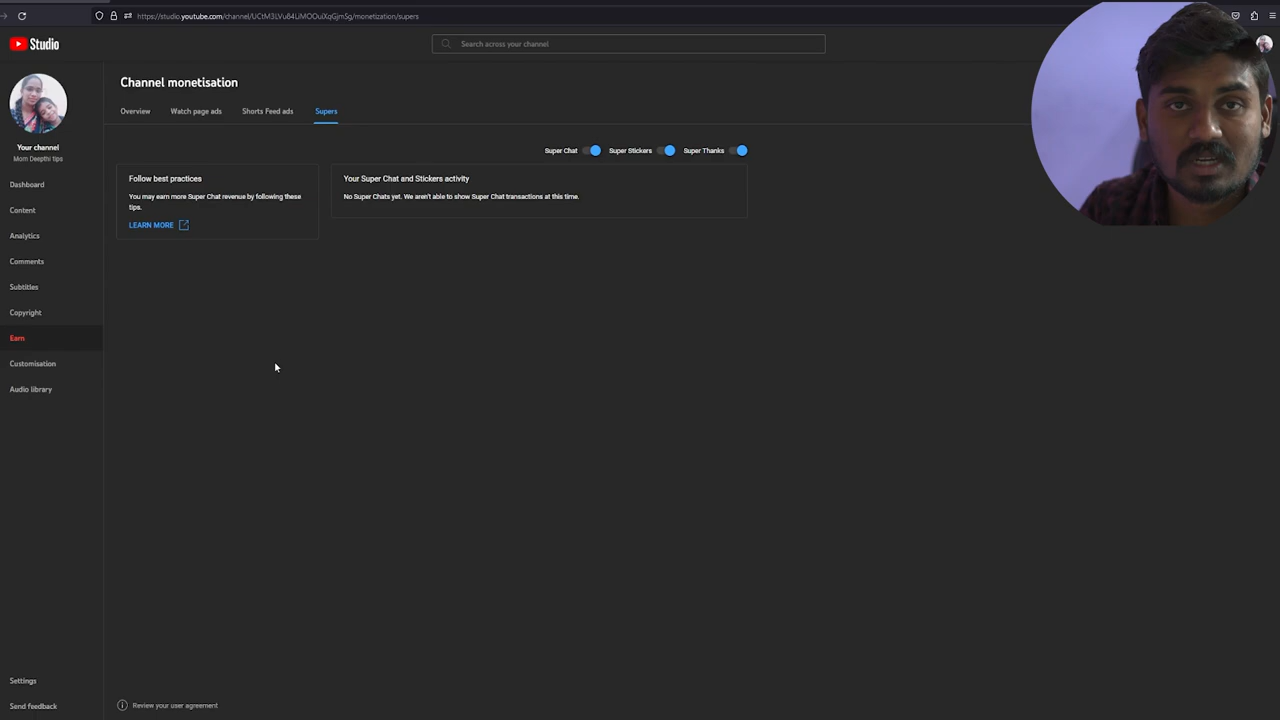 https://studio.youtube.com/channel/UCtM3LVu84LlMOOuiXqGjmSg/monetization/supers
Studio
Search across your channel
Your channel
Mom Deepthi tips
Dashboard
Content
Analytics
Comments
Subtitles
Copyright
Earn
Customisation
Audio library
Settings
Send feedback
Channel monetisation
Overview Watch page ads Shorts Feed ads Supers
Super Chat Super Stickers Super Thanks
Follow best practices
You may earn more Super Chat revenue by following these
tips.
LEARN MORE
Your Super Chat and Stickers activity
No Super Chats yet. We aren't able to show Super Chat transactions at this time.
Review your user agreement